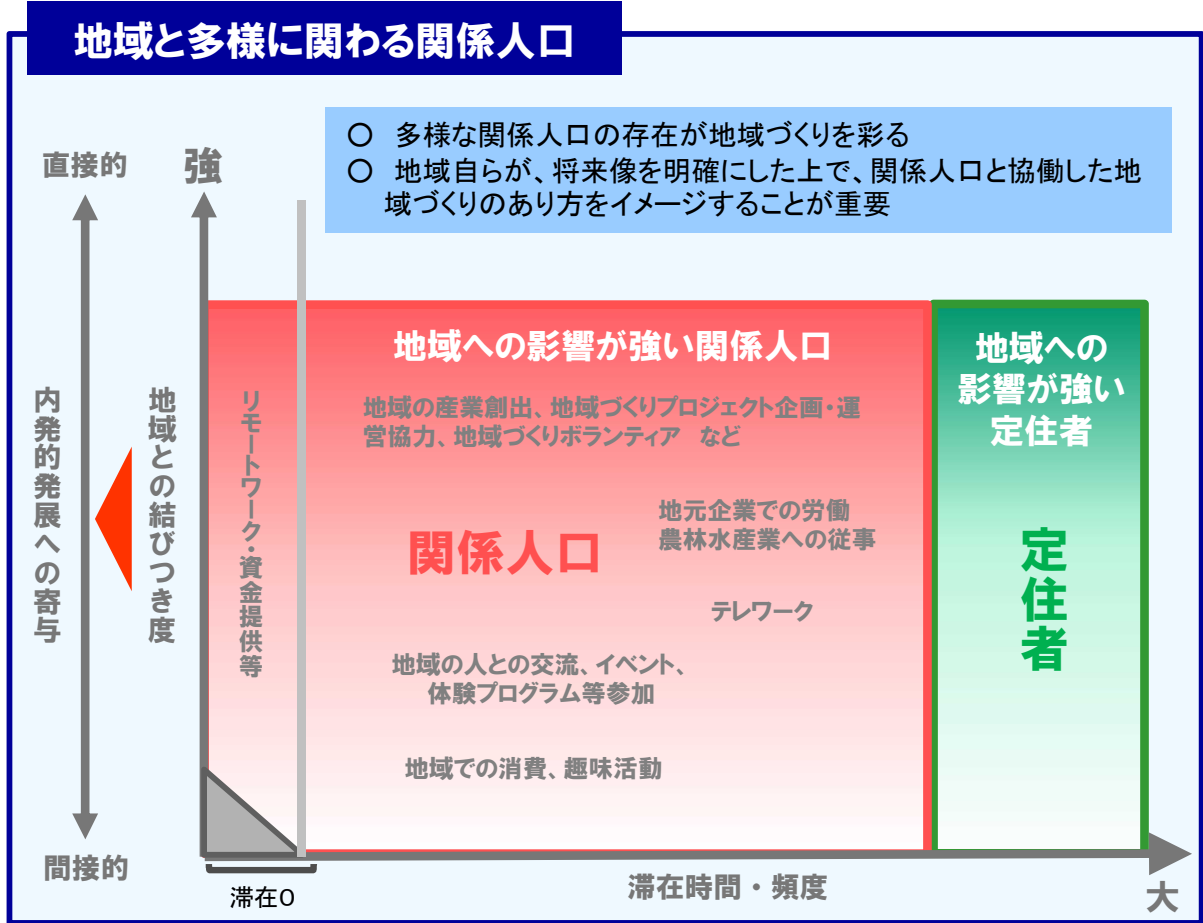 地域と多様に関わる関係人口
○ 多様な関係人口の存在が地域づくりを彩る
○ 地域自らが、将来像を明確にした上で、関係人口と協働した地
域づくりのあり方をイメージすることが重要
直接的
強
内発的発展への寄与
地域との結びつき度
リモートワーク・資金提供等
地域への影響が強い関係人口
地域の産業創出、地域づくりプロジェクト企画・運
営協力、地域づくりボランティア など
地元企業での労働
農林水産業への従事
関係人口
テレワーク
地域の人との交流、イベント、
体験プログラム等参加
地域での消費、趣味活動
地域への
影響が強い
定住者
定住者
間接的
滞在0
滞在時間・頻度
大